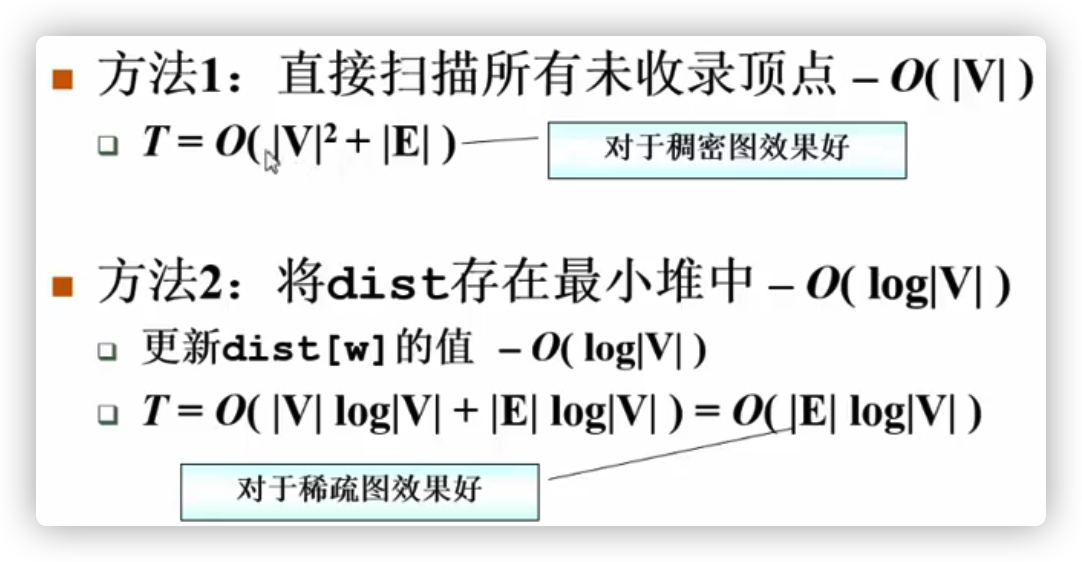 方法1：直接扫描所有未收录顶点 – O( |V| )
T = O( |V|² + |E| )
对于稠密图效果好
方法2：将dist存在最小堆中 – O( log|V| )
更新dist[w]的值 – O( log|V| )
T = O( |V| log|V| + |E| log|V| ) = O( |E| log|V| )
对于稀疏图效果好